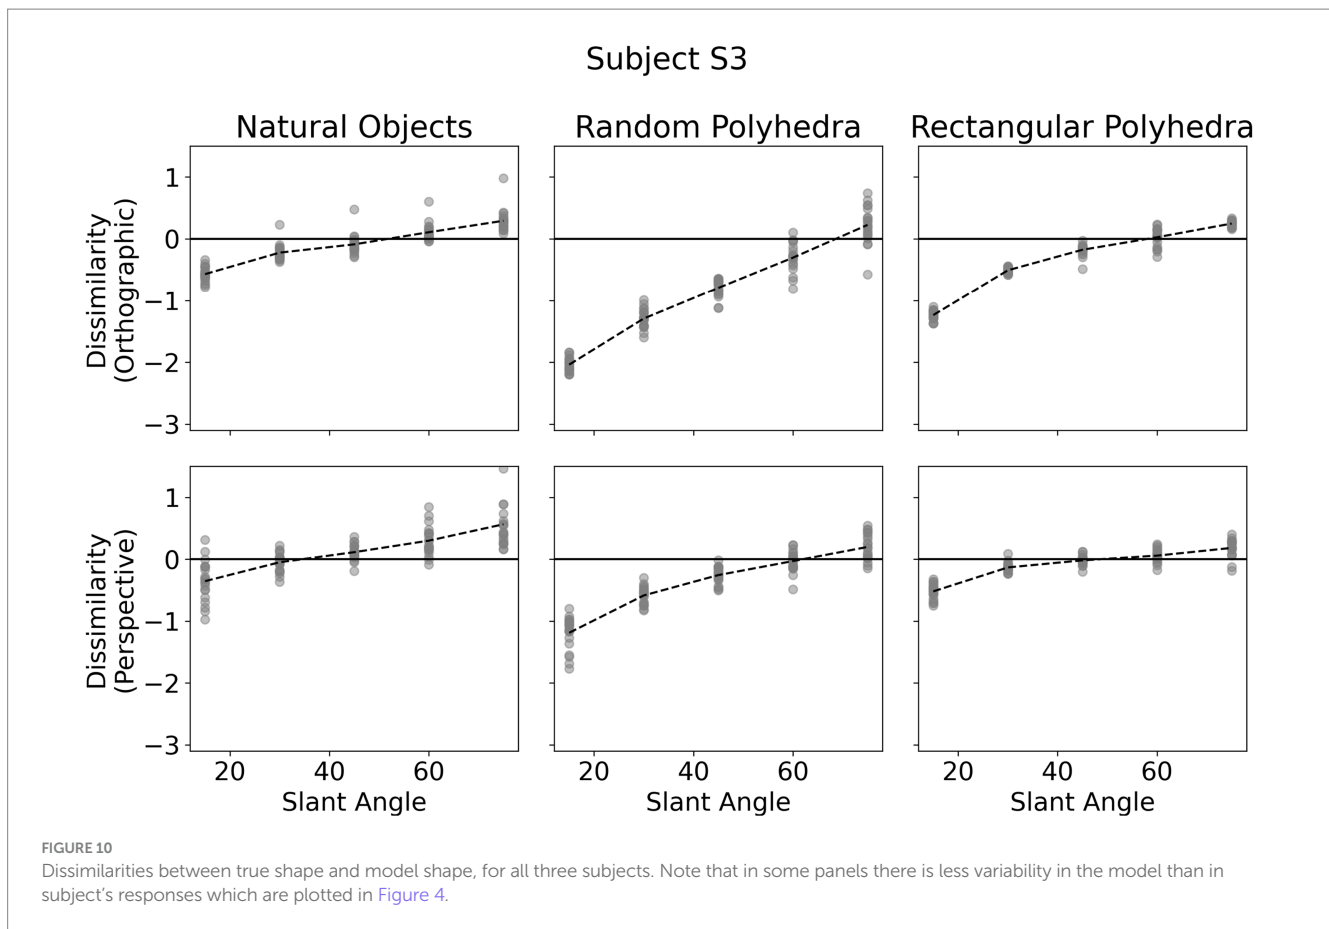 Subject S3
Natural Objects
Random Polyhedra
Rectangular Polyhedra
Dissimilarity
(Orthographic)
1
0
−1
−2
−3
Dissimilarity
(Perspective)
1
0
−1
−2
−3
20 40 60
20 40 60
20 40 60
Slant Angle
Slant Angle
Slant Angle
FIGURE 10
Dissimilarities between true shape and model shape, for all three subjects. Note that in some panels there is less variability in the model than in
subject’s responses which are plotted in Figure 4.